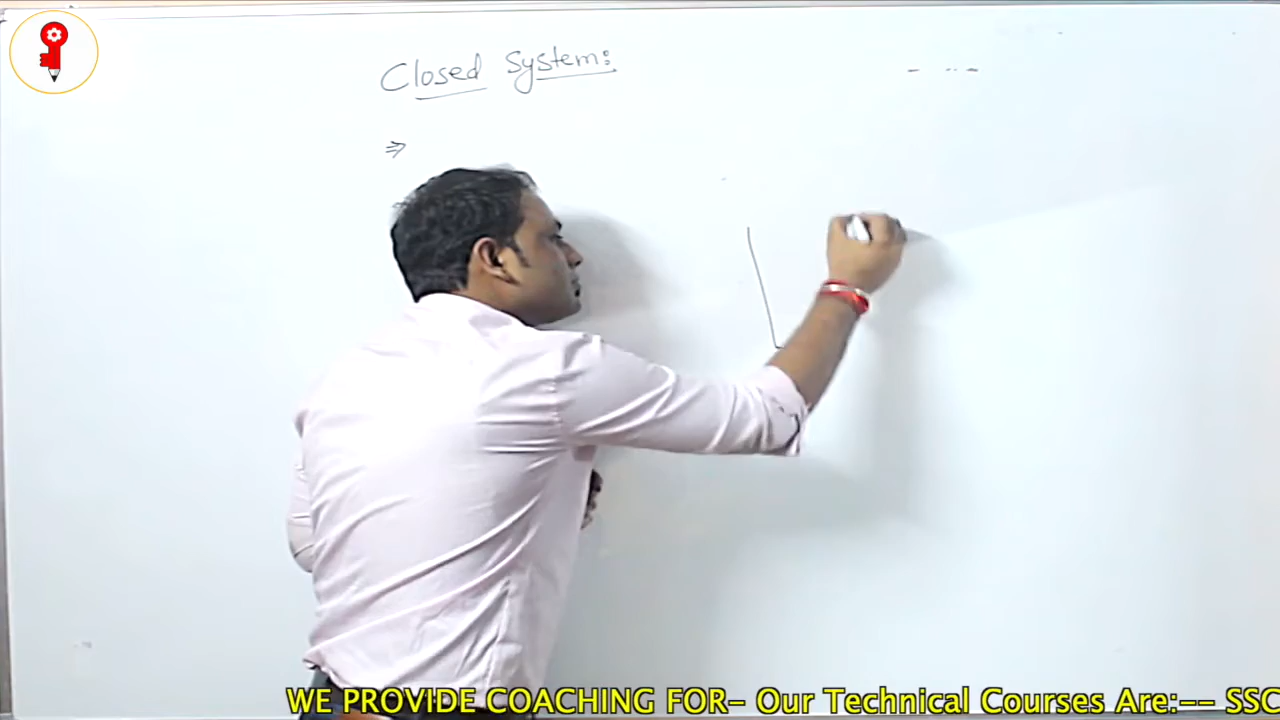 Closed System:
⇒
WE PROVIDE COACHING FOR- Our Technical Courses Are:-- SSC